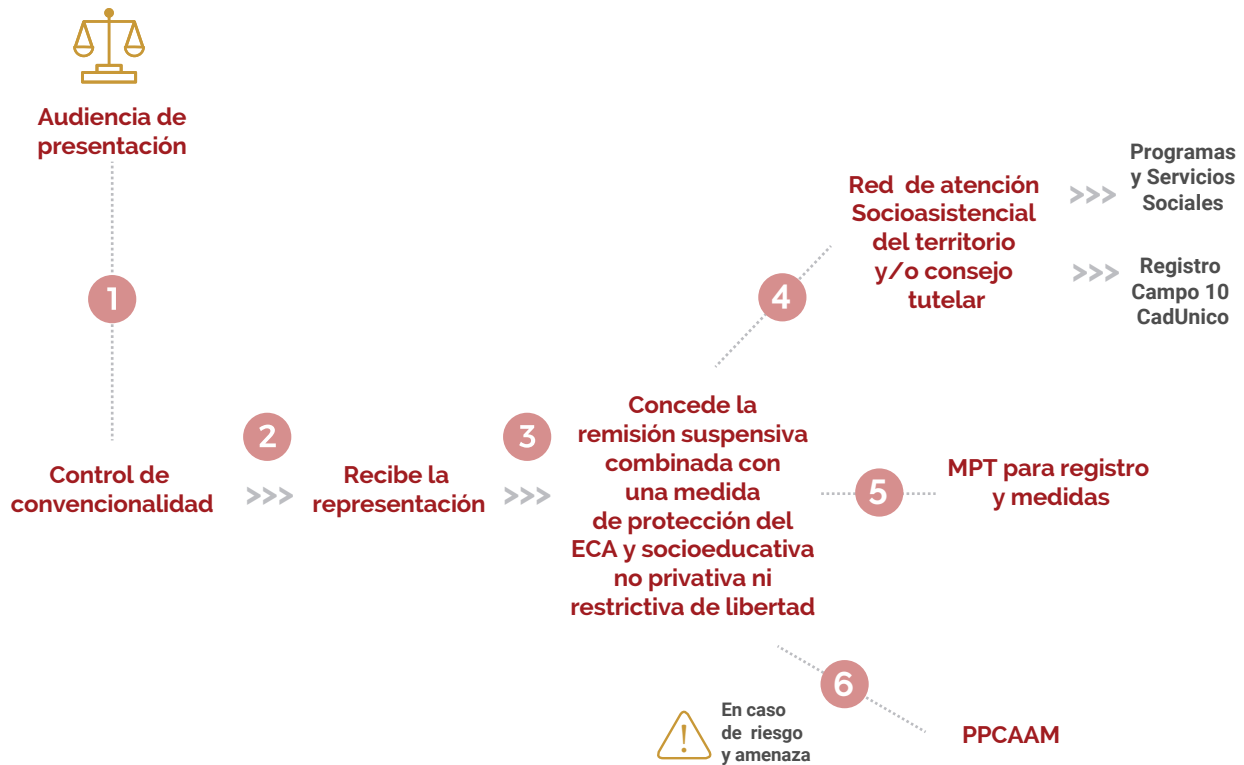 Audiencia de
presentación
1
Control de
convencionalidad
>>>
2
Recibe la
representación
>>>
3
Concede la
remisión suspensiva
combinada con
una medida
de protección del
ECA y socioeducativa
no privativa ni
restrictiva de libertad
4
Red de atención
Socioasistencial
del territorio
y/o consejo
tutelar
>>>
Programas
y Servicios
Sociales
>>>
Registro
Campo 10
CadUnico
5
MPT para registro
y medidas
6
En caso
de riesgo
y amenaza
PPCAAM